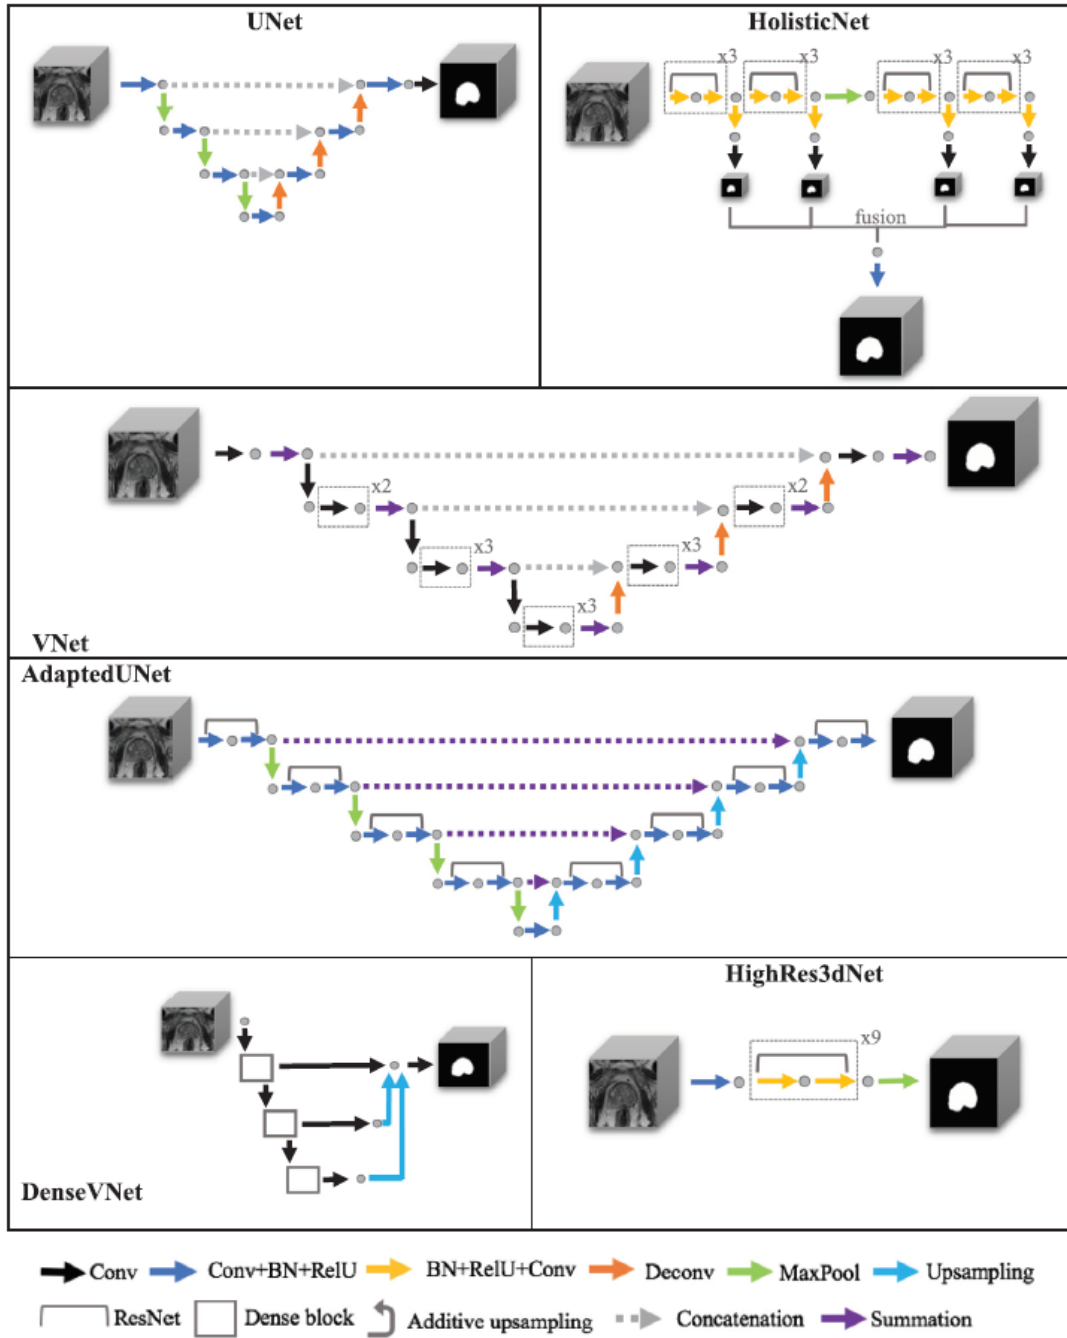 UNet
HolisticNet
x3
x3
x3
x3
fusion
x2
x2
x3
x3
x3
VNet
AdaptedUNet
HighRes3dNet
x9
DenseVNet
Conv
Conv+BN+RelU
BN+RelU+Conv
Deconv
MaxPool
Upsampling
ResNet
Dense block
Additive upsampling
Concatenation
Summation